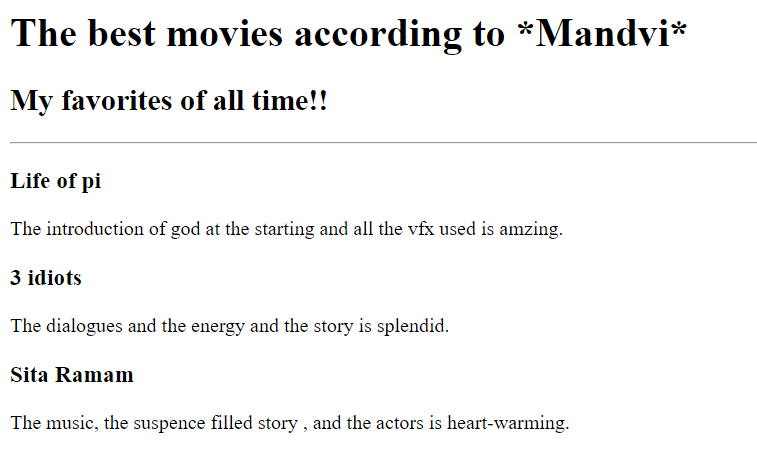 The best movies according to *Mandvi*
My favorites of all time!!
Life of pi
The introduction of god at the starting and all the vfx used is amzing.
3 idiots
The dialogues and the energy and the story is splendid.
Sita Ramam
The music, the suspence filled story , and the actors is heart-warming.